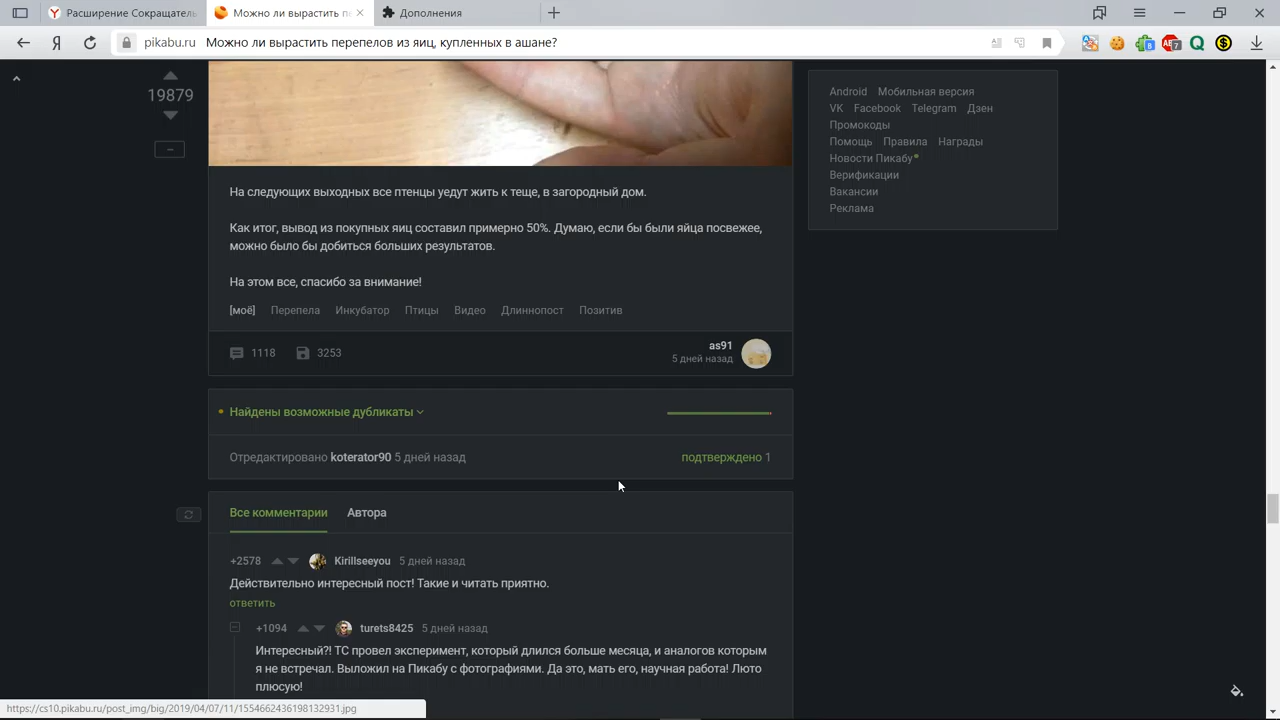 Расширение Сокращатель
Можно ли вырастить пе
Дополнения
pikabu.ru Можно ли вырастить перепелов из яиц, купленных в ашане?
8
7
19879
Android Мобильная версия
VK Facebook Telegram Дзен
Промокоды
Помощь Правила Награды
Новости Пикабу
Верификации
Вакансии
Реклама
На следующих выходных все птенцы уедут жить к теще, в загородный дом.
Как итог, вывод из покупных яиц составил примерно 50%. Думаю, если бы были яйца посвежее,
можно было бы добиться больших результатов.
На этом все, спасибо за внимание!
[моё] Перепела Инкубатор Птицы Видео Длиннопост Позитив
1118 3253
as91
5 дней назад
Найдены возможные дубликаты
Отредактировано koterator90 5 дней назад
подтверждено 1
Все комментарии Автора
+2578 Kirillseeyou 5 дней назад
Действительно интересный пост! Такие и читать приятно.
ответить
+1094 turets8425 5 дней назад
Интересный?! ТС провел эксперимент, который длился больше месяца, и аналогов которым
я не встречал. Выложил на Пикабу с фотографиями. Да это, мать его, научная работа! Люто
плюсую!
https://cs10.pikabu.ru/post_img/big/2019/04/07/11/1554662436198132931.jpg